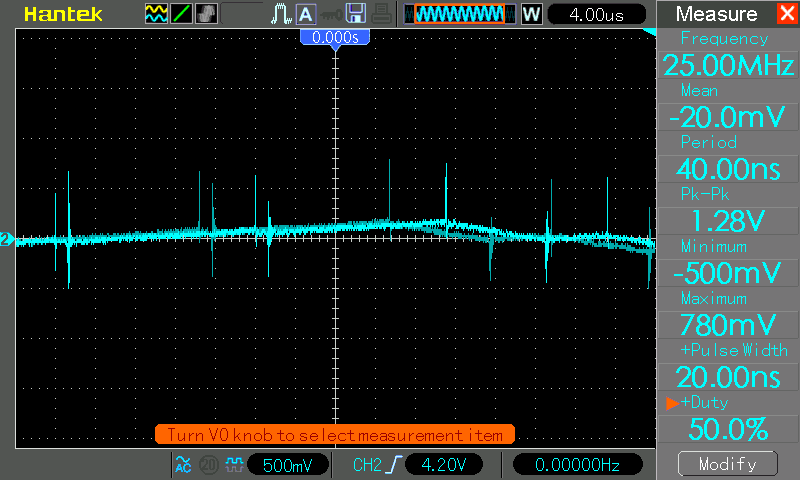 Hantek
A
W
4.00us
Measure
0.000s
Frequency
25.00MHz
Mean
-20.0mV
Period
40.00ns
Pk-Pk
1.28V
2
Minimum
-500mV
Maximum
780mV
+Pulse Width
20.00ns
+Duty
50.0%
Turn V0 knob to select measurement item
AC
20
500mV
CH2
4.20V
0.00000Hz
Modify